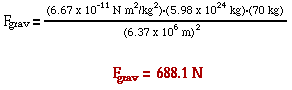 Fgrav = (6.67 x 10-11 N m2/kg2)•(5.98 x 1024 kg)•(70 kg)
(6.37 x 106 m)2
Fgrav = 688.1 N